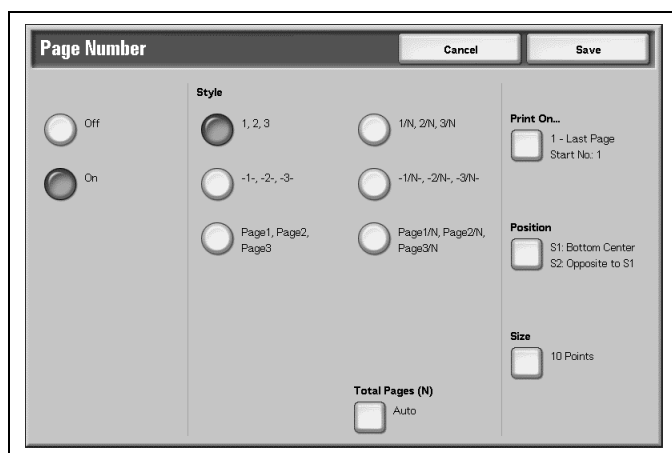 Page Number
Cancel
Save
Off
On
Style
1, 2, 3
-1-, -2-, -3-
Page1, Page2,
Page3
1/N, 2/N, 3/N
-1/N-, -2/N-, -3/N-
Page1/N, Page2/N,
Page3/N
Total Pages (N)
Auto
Print On...
1 - Last Page
Start No.: 1
Position
S1: Bottom Center
S2: Opposite to S1
Size
10 Points